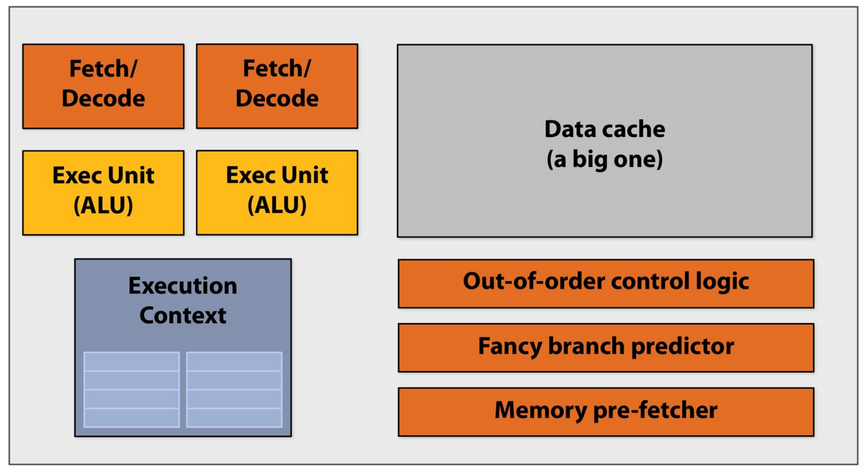 Fetch/
Decode
Fetch/
Decode
Exec Unit
(ALU)
Exec Unit
(ALU)
Execution
Context
Data cache
(a big one)
Out-of-order control logic
Fancy branch predictor
Memory pre-fetcher